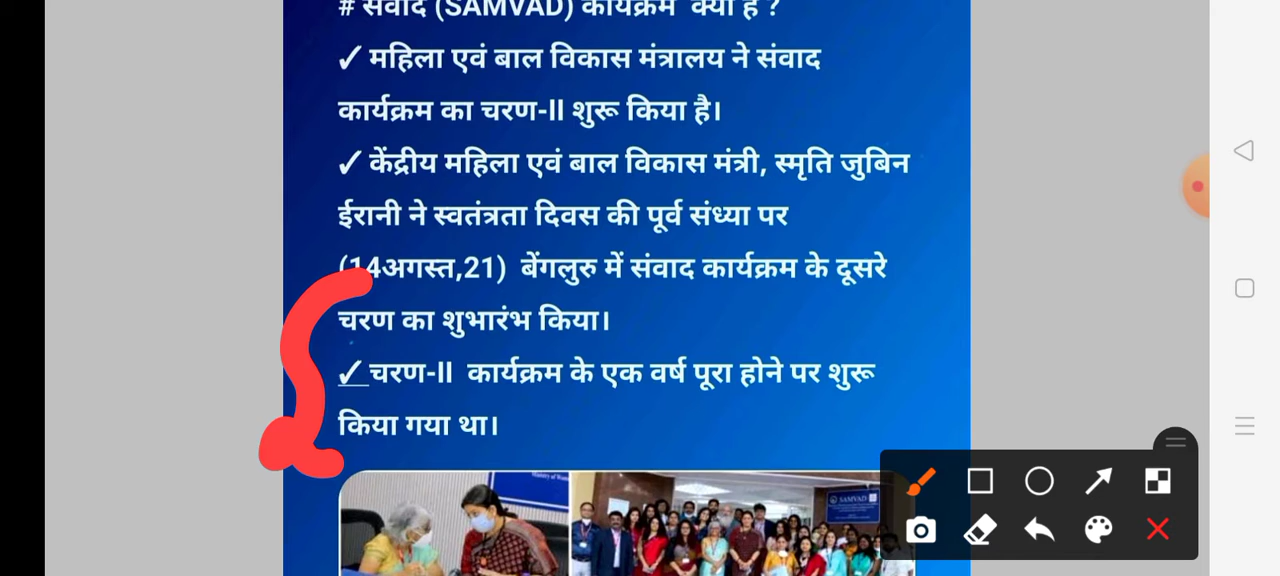 # संवाद (SAMVAD) कार्यक्रम क्या है ?
✓ महिला एवं बाल विकास मंत्रालय ने संवाद
कार्यक्रम का चरण-II शुरू किया है।
✓ केंद्रीय महिला एवं बाल विकास मंत्री, स्मृति जुबिन
ईरानी ने स्वतंत्रता दिवस की पूर्व संध्या पर
(14अगस्त,21) बेंगलुरु में संवाद कार्यक्रम के दूसरे
चरण का शुभारंभ किया।
✓ चरण-II कार्यक्रम के एक वर्ष पूरा होने पर शुरू
किया गया था।
SAMVAD